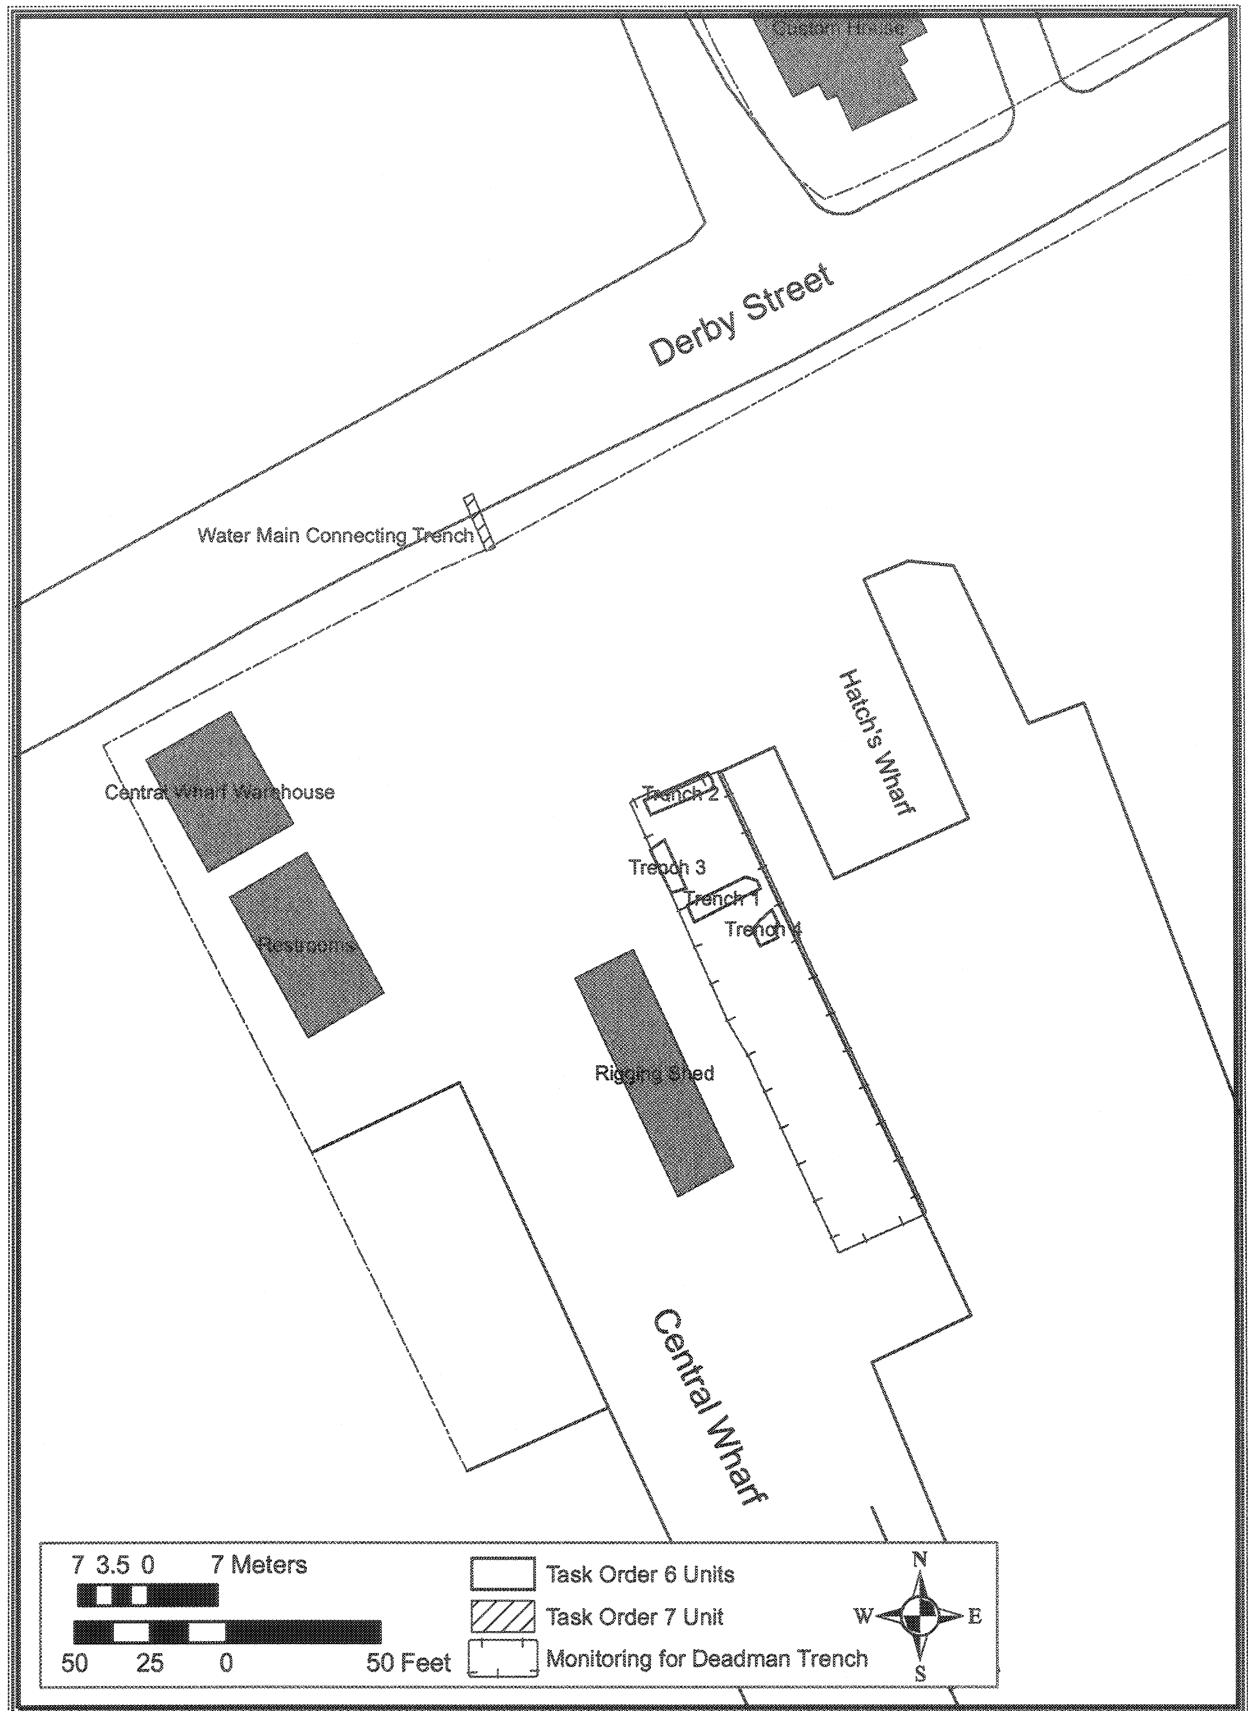 Custom House
Derby Street
Water Main Connecting Trench
Hatch's Wharf
Central Wharf Warehouse
Trench 2
Trench 3
Trench 1
Trench 4
Restrooms
Rigging Shed
Central Wharf
7 3.5 0 7 Meters
50 25 0 50 Feet
Task Order 6 Units
Task Order 7 Unit
Monitoring for Deadman Trench
N
W E
S